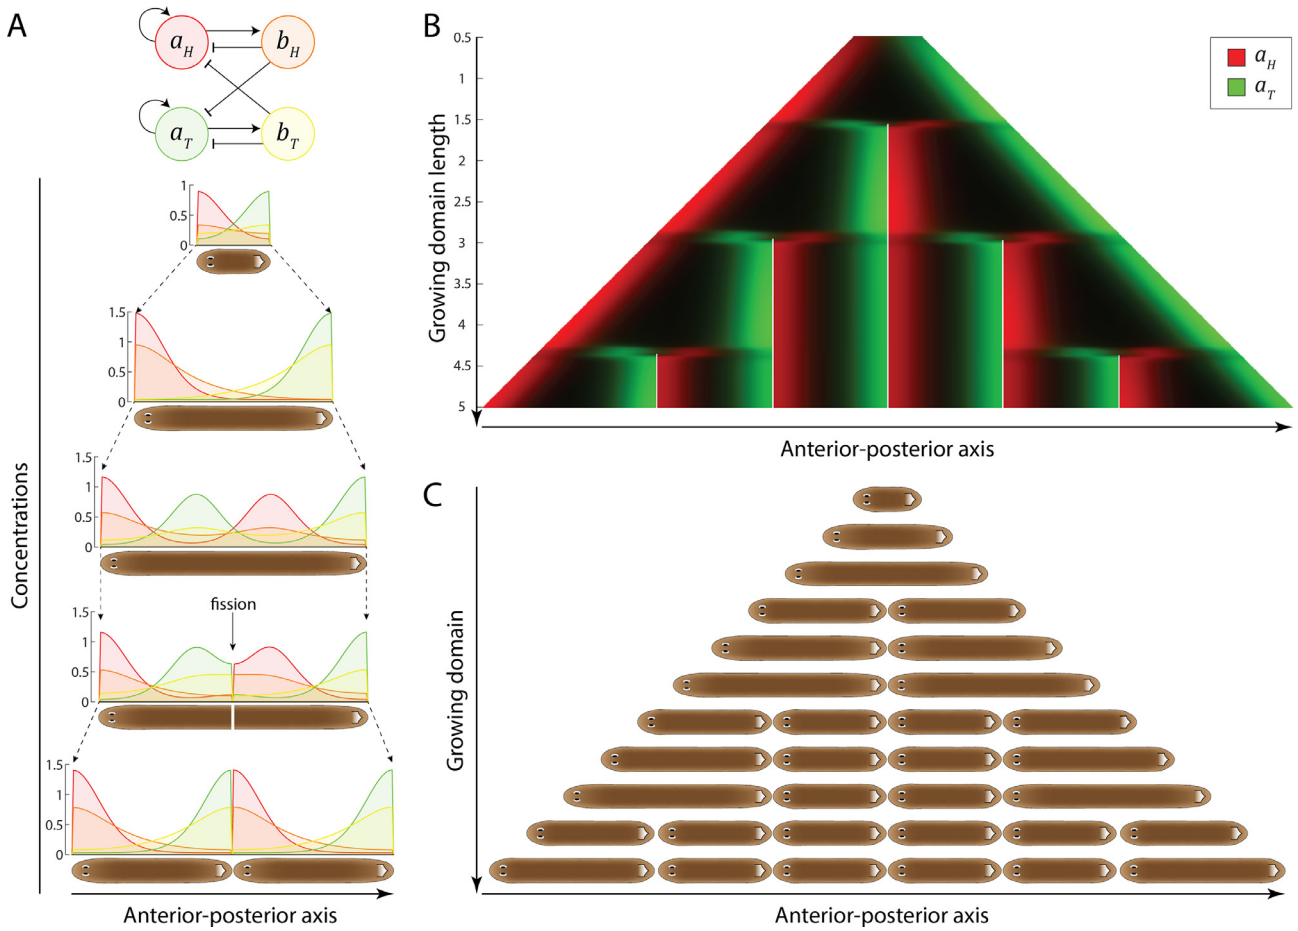 A
a_H
b_H
a_T
b_T
1
0.5
0
1.5
1
0.5
0
1.5
1
0.5
0
fission
1.5
1
0.5
0
1.5
1
0.5
0
Concentrations
Anterior-posterior axis
B
0.5
1
1.5
2
2.5
3
3.5
4
4.5
5
Growing domain length
Anterior-posterior axis
a_H
a_T
C
Growing domain
Anterior-posterior axis